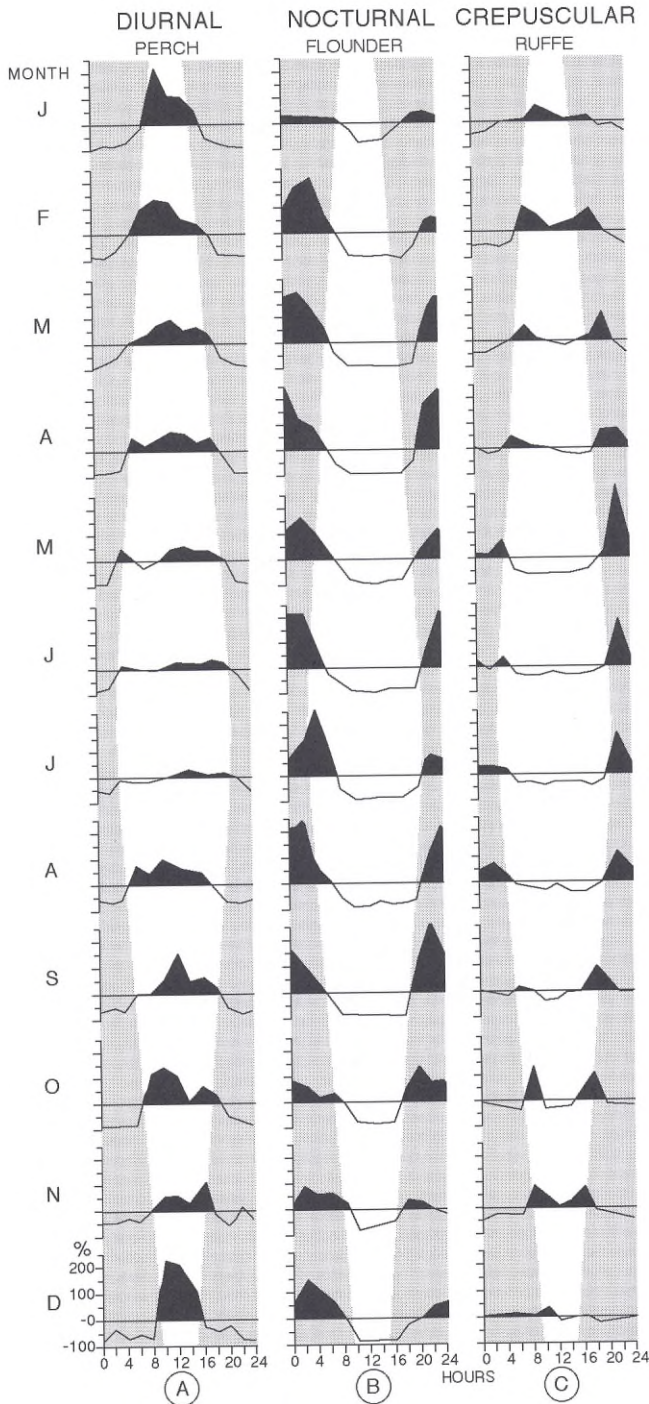 DIURNAL NOCTURNAL CREPUSCULAR
PERCH FLOUNDER RUFFE
MONTH
J
F
M
A
M
J
J
A
S
O
N
%
200
100
D
-0
-100
0 4 8 12 16 20 24 0 4 8 12 16 20 24 0 4 8 12 16 20 24
HOURS
A B C